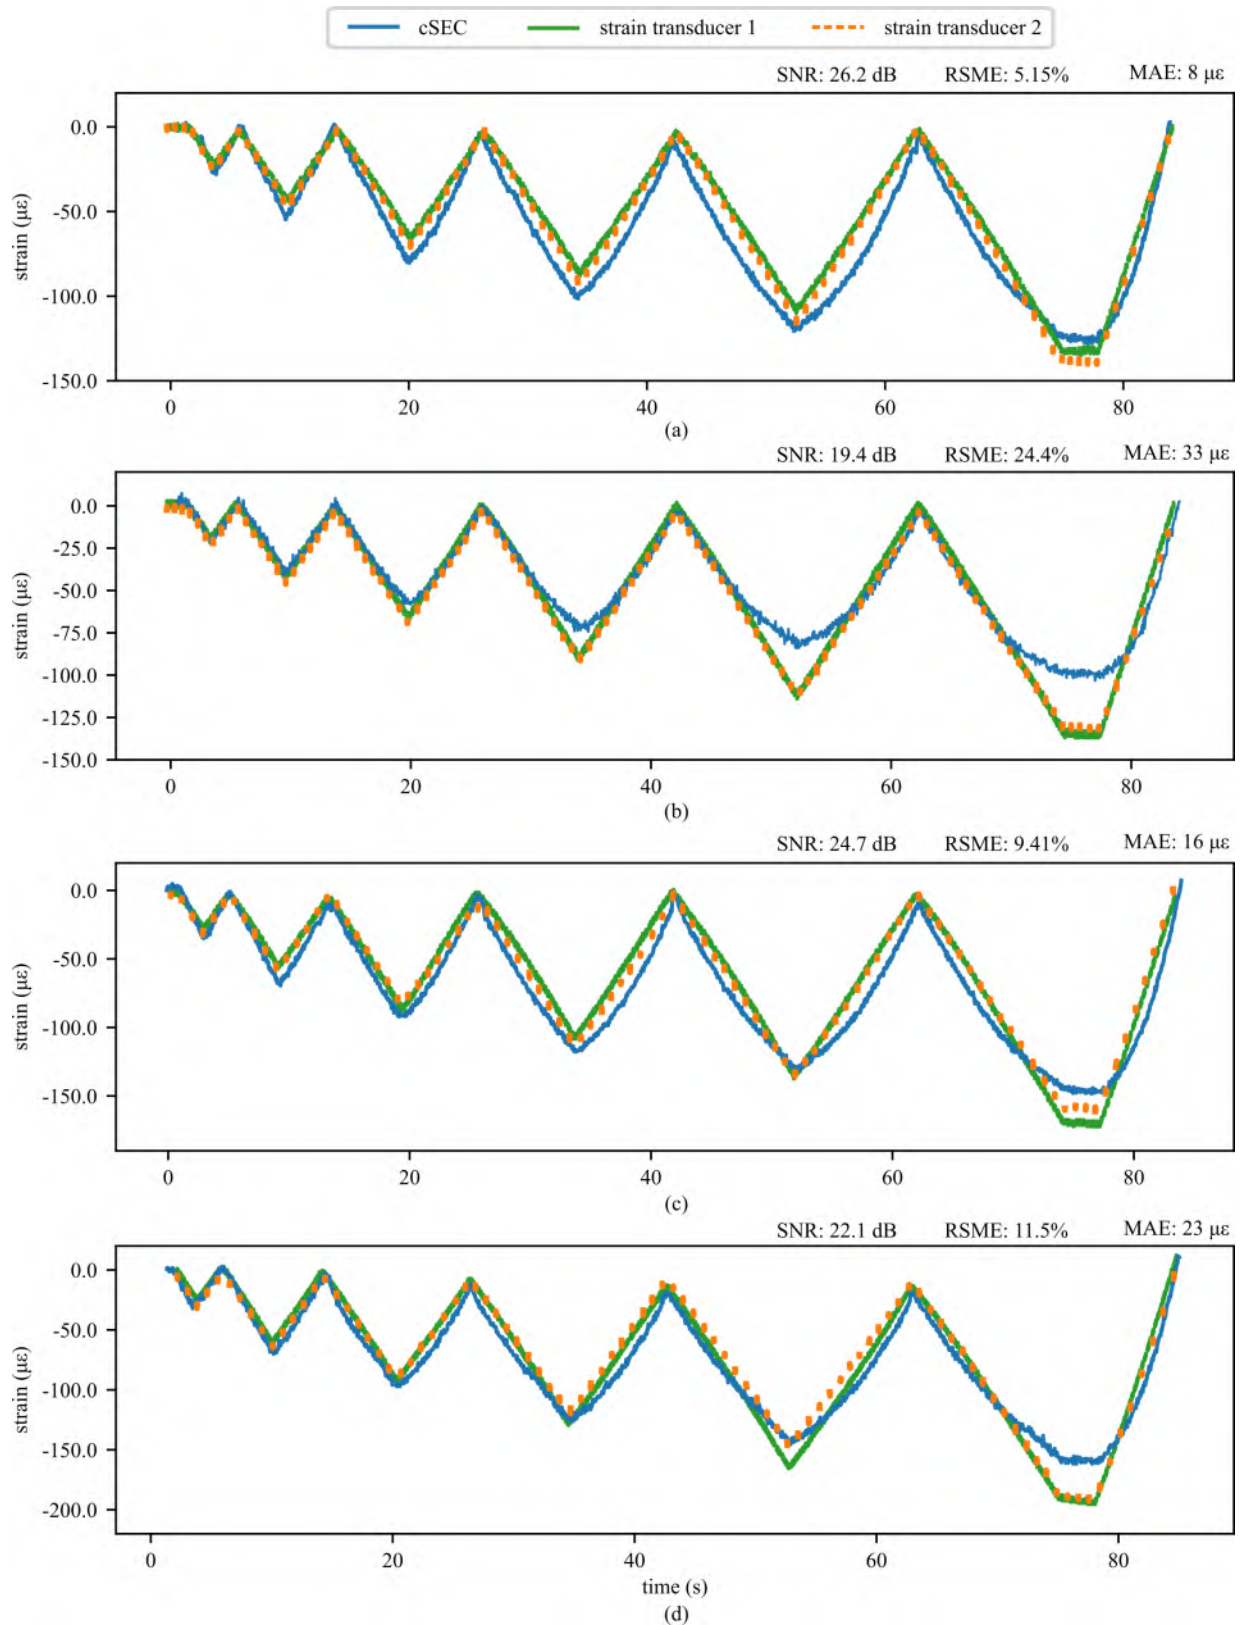 cSEC strain transducer 1 strain transducer 2
SNR: 26.2 dB RSME: 5.15% MAE: 8 με
0.0
-50.0
-100.0
-150.0
strain (με)
0 20 40 60 80
(a)
SNR: 19.4 dB RSME: 24.4% MAE: 33 με
0.0
-25.0
-50.0
-75.0
-100.0
-125.0
-150.0
strain (με)
0 20 40 60 80
(b)
SNR: 24.7 dB RSME: 9.41% MAE: 16 με
0.0
-50.0
-100.0
-150.0
strain (με)
0 20 40 60 80
(c)
SNR: 22.1 dB RSME: 11.5% MAE: 23 με
0.0
-50.0
-100.0
-150.0
-200.0
strain (με)
0 20 40 60 80
time (s)
(d)